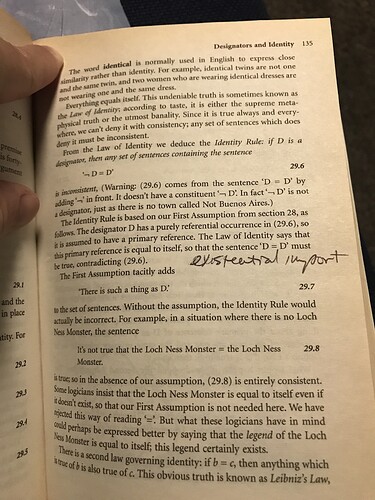 Designators and Identity 135
The word identical is normally used in English to express close
similarity rather than identity. For example, identical twins are not one
and the same twin, and two women who are wearing identical dresses are
not wearing one and the same dress.
Everything equals itself. This undeniable truth is sometimes known as
the Law of Identity; according to taste, it is either the supreme meta-
physical truth or the utmost banality. Since it is true always and every-
where, we can't deny it with consistency; any set of sentences which does
deny it must be inconsistent.
From the Law of Identity we deduce the Identity Rule: if D is a
designator, then any set of sentences containing the sentence
'¬ D = D' 29.6
is inconsistent. (Warning: (29.6) comes from the sentence 'D = D' by
adding '¬' in front. It doesn't have a constituent '¬ D'. In fact '¬ D' is not
a designator, just as there is no town called Not Buenos Aires.)
The Identity Rule is based on our First Assumption from section 28, as
follows. The designator D has a purely referential occurrence in (29.6), so
it is assumed to have a primary reference. The Law of Identity says that
this primary reference is equal to itself, so that the sentence 'D = D' must
be true, contradicting (29.6).
existential import
The First Assumption tacitly adds
'There is such a thing as D.' 29.7
to the set of sentences. Without the assumption, the Identity Rule would
actually be incorrect. For example, in a situation where there is no Loch
Ness Monster, the sentence
It's not true that the Loch Ness Monster = the Loch Ness 29.8
Monster.
is true; so in the absence of our assumption, (29.8) is entirely consistent.
Some logicians insist that the Loch Ness Monster is equal to itself even if
it doesn't exist, so that our First Assumption is not needed here. We have
rejected this way of reading '='. But what these logicians have in mind
could perhaps be expressed better by saying that the legend of the Loch
Ness Monster is equal to itself; this legend certainly exists.
There is a second law governing identity: if b = c, then anything which
is true of b is also true of c. This obvious truth is known as Leibniz's Law,
28.4
premise
29.1
and the
in place
tity. For
29.2
29.3
29.4
29.5